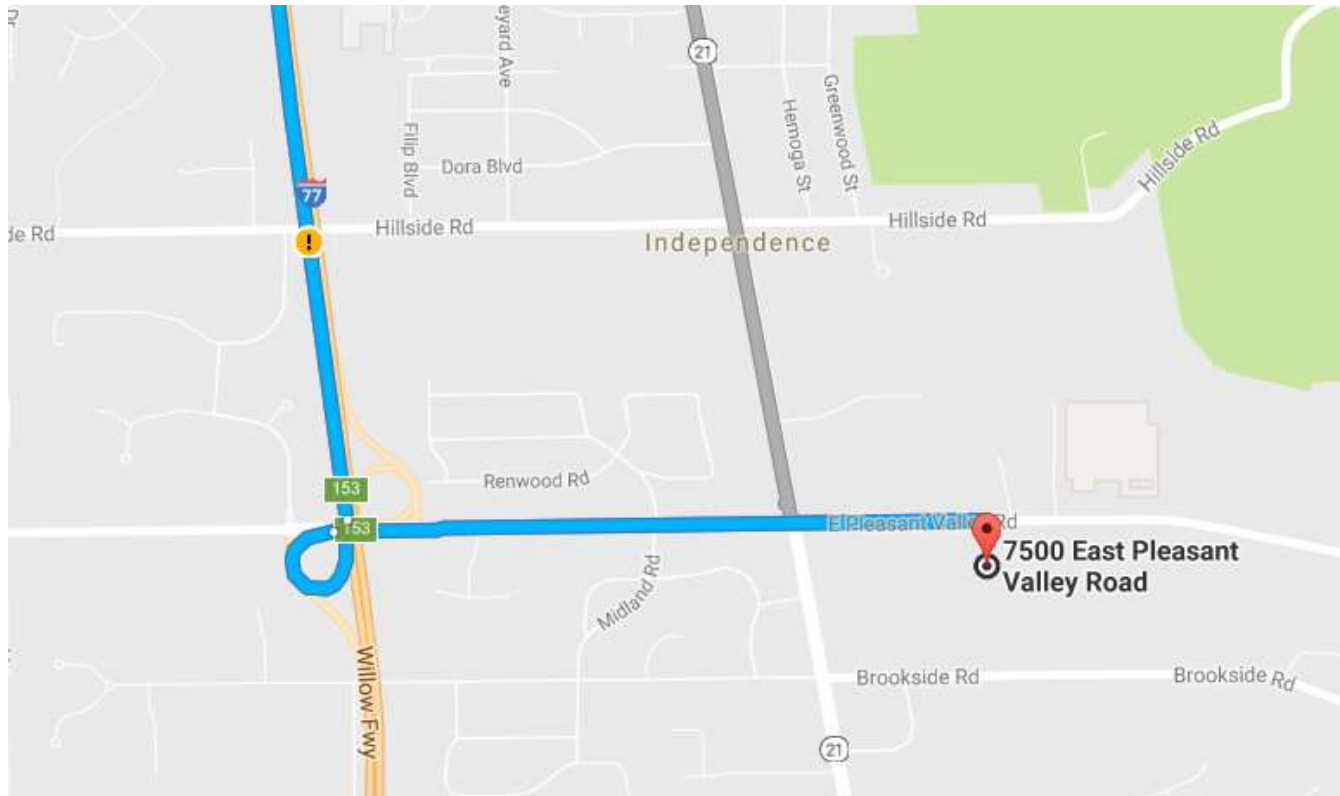 eyard Ave
21
Filip Blvd
Dora Blvd
Hemoga St
Greenwood St
Hillside Rd
77
de Rd
Hillside Rd
Hillside Rd
Independence
153
Renwood Rd
153
E Pleasant Valley Rd
7500 East Pleasant
Valley Road
Midland Rd
Willow Fwy
Brookside Rd
Brookside Rd
21